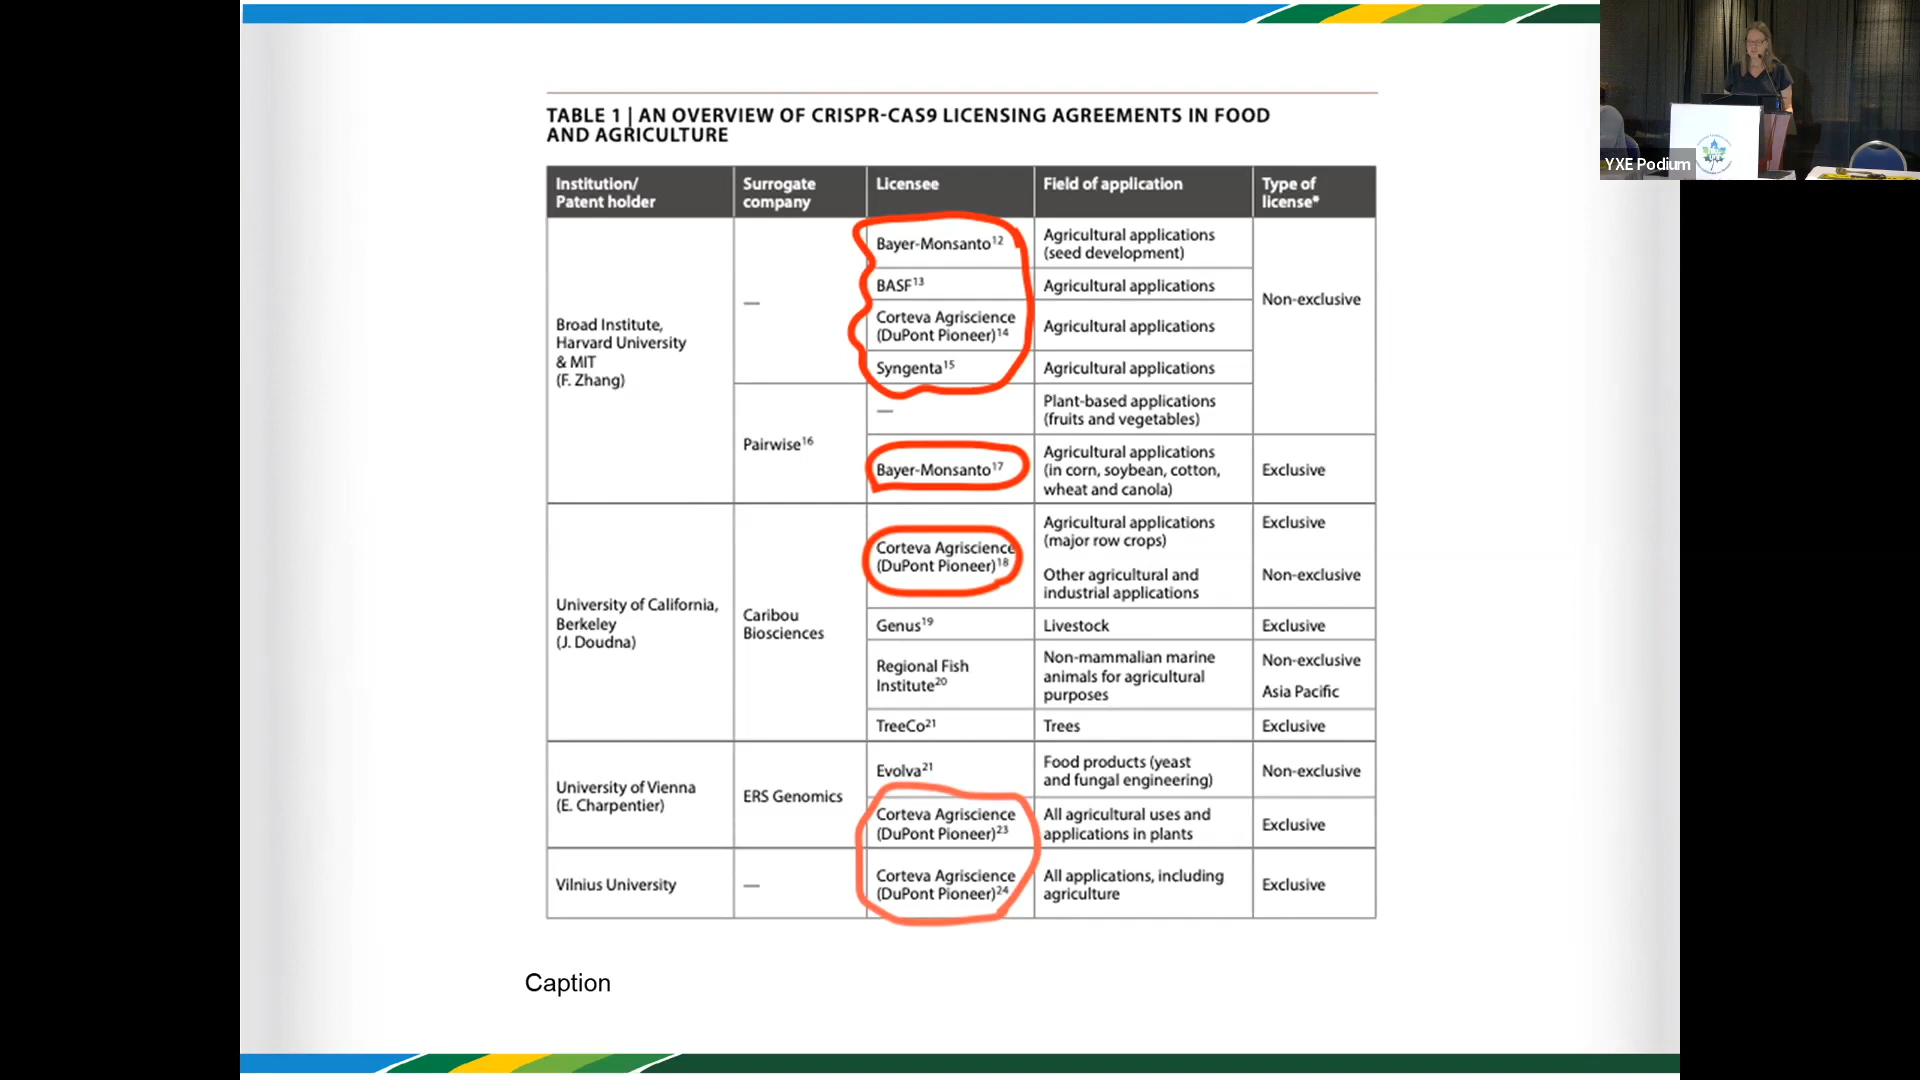 TABLE 1 | AN OVERVIEW OF CRISPR-CAS9 LICENSING AGREEMENTS IN FOOD
AND AGRICULTURE
Institution/
Patent holder
Surrogate
company
Licensee
Field of application
Type of
license*
Broad Institute,
Harvard University
& MIT
(F. Zhang)
—
Bayer-Monsanto12
Agricultural applications
(seed development)
Non-exclusive
BASF13
Agricultural applications
Corteva Agriscience
(DuPont Pioneer)14
Agricultural applications
Syngenta15
Agricultural applications
Pairwise16
—
Plant-based applications
(fruits and vegetables)
Bayer-Monsanto17
Agricultural applications
(in corn, soybean, cotton,
wheat and canola)
Exclusive
University of California,
Berkeley
(J. Doudna)
Caribou
Biosciences
Corteva Agriscience
(DuPont Pioneer)18
Agricultural applications
(major row crops)
Exclusive
Other agricultural and
industrial applications
Non-exclusive
Genus19
Livestock
Exclusive
Regional Fish
Institute20
Non-mammalian marine
animals for agricultural
purposes
Non-exclusive
Asia Pacific
TreeCo21
Trees
Exclusive
University of Vienna
(E. Charpentier)
ERS Genomics
Evolva21
Food products (yeast
and fungal engineering)
Non-exclusive
Corteva Agriscience
(DuPont Pioneer)23
All agricultural uses and
applications in plants
Exclusive
Vilnius University
—
Corteva Agriscience
(DuPont Pioneer)24
All applications, including
agriculture
Exclusive
Caption
YXE Podium